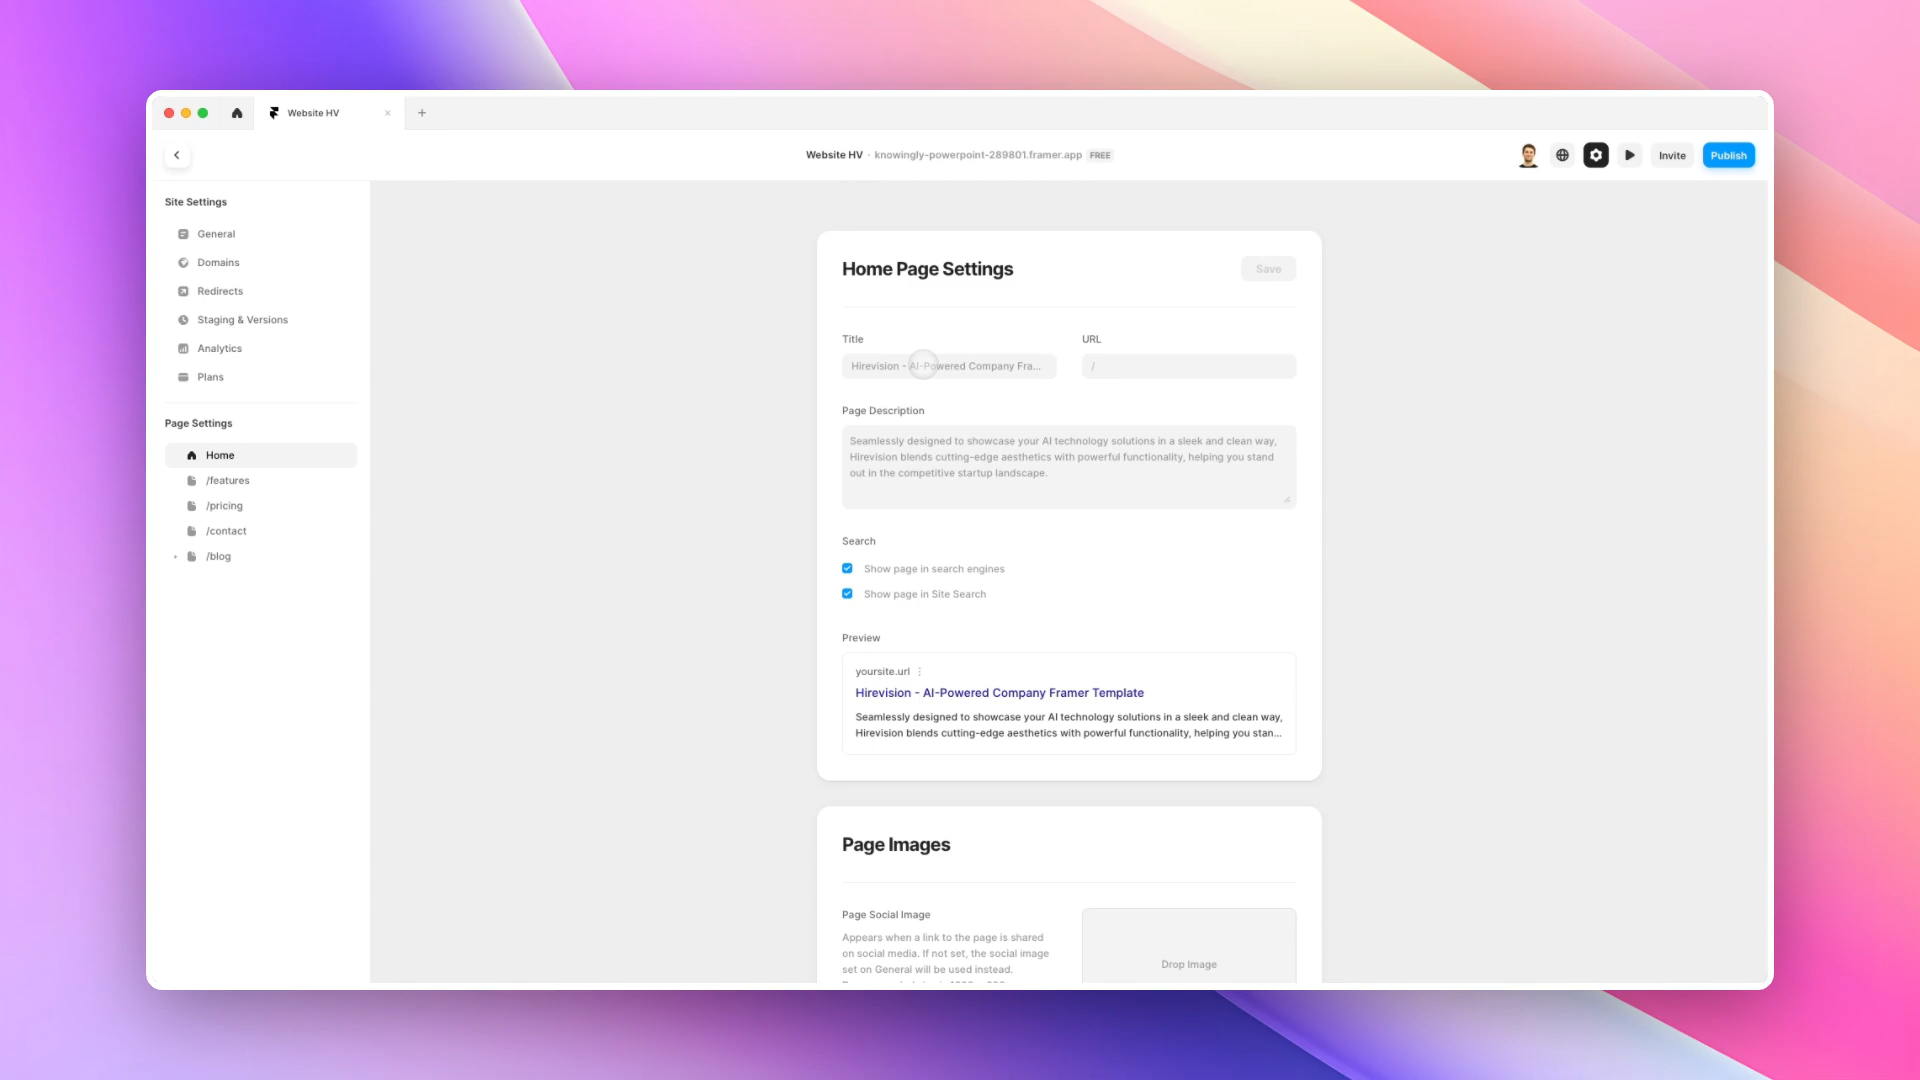 Website HV
Website HV · knowingly-powerpoint-289801.framer.app FREE
Invite
Publish
Site Settings
General
Domains
Redirects
Staging & Versions
Analytics
Plans
Page Settings
Home
/features
/pricing
/contact
/blog
Home Page Settings
Save
Title
URL
Hirevision - AI-Powered Company Fra...
/
Page Description
Seamlessly designed to showcase your AI technology solutions in a sleek and clean way,
Hirevision blends cutting-edge aesthetics with powerful functionality, helping you stand
out in the competitive startup landscape.
Search
Show page in search engines
Show page in Site Search
Preview
yoursite.url
Hirevision - AI-Powered Company Framer Template
Seamlessly designed to showcase your AI technology solutions in a sleek and clean way,
Hirevision blends cutting-edge aesthetics with powerful functionality, helping you stan...
Page Images
Page Social Image
Appears when a link to the page is shared
on social media. If not set, the social image
set on General will be used instead.
Drop Image